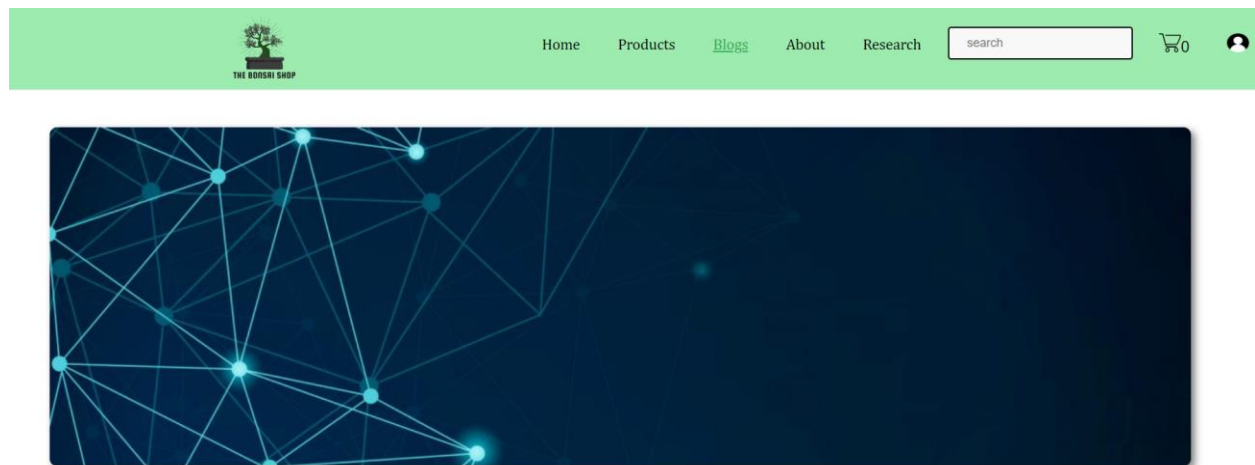 THE BONSAI SHOP
Home Products Blogs About Research search 0